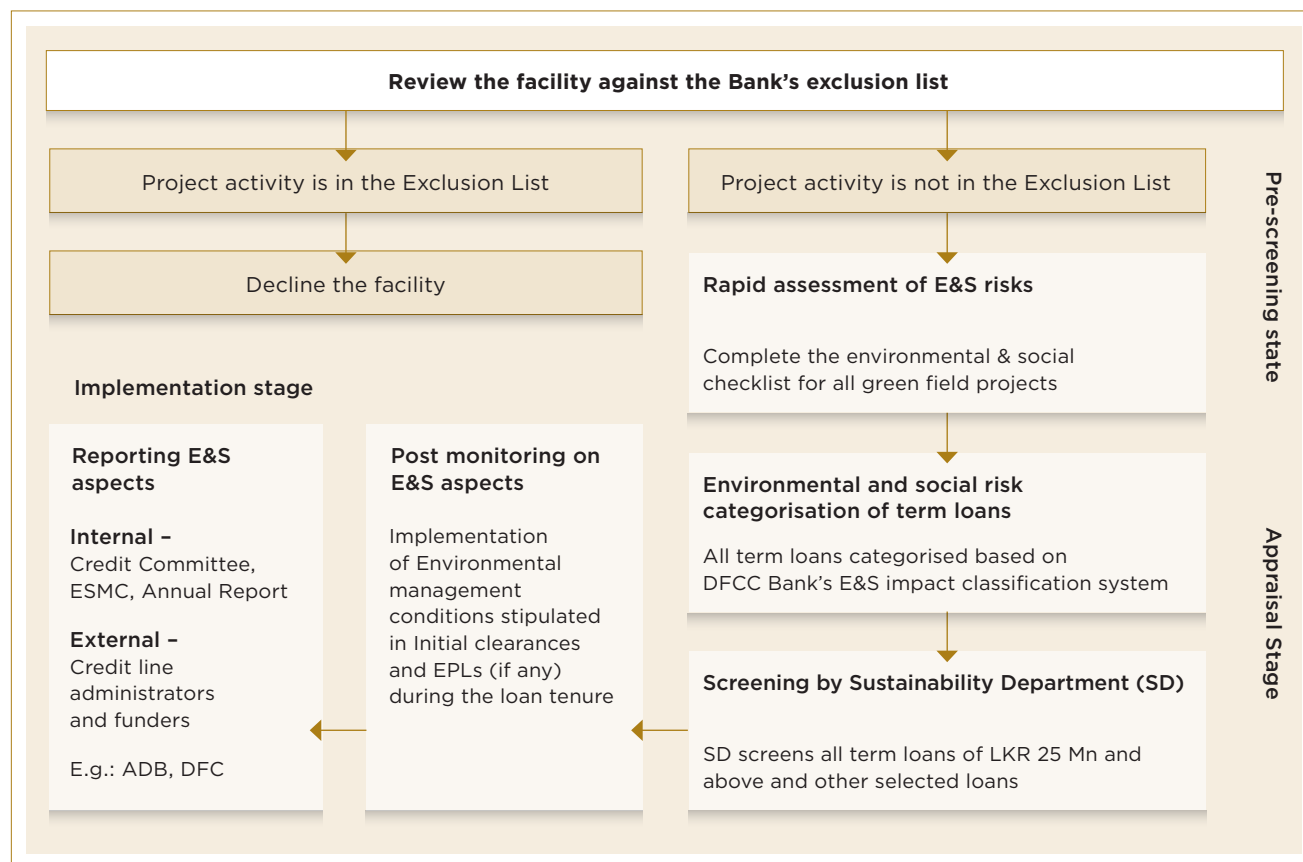 Review the facility against the Bank's exclusion list
Project activity is in the Exclusion List
Project activity is not in the Exclusion List
Decline the facility
Rapid assessment of E&S risks
Complete the environmental & social
checklist for all green field projects
Pre-screening state
Environmental and social risk
categorisation of term loans
All term loans categorised based on
DFCC Bank's E&S impact classification system
Screening by Sustainability Department (SD)
SD screens all term loans of LKR 25 Mn and
above and other selected loans
Appraisal Stage
Implementation stage
Post monitoring on
E&S aspects
Implementation
of Environmental
management
conditions stipulated
in Initial clearances
and EPLs (if any)
during the loan tenure
Reporting E&S
aspects
Internal –
Credit Committee,
ESMC, Annual Report
External –
Credit line
administrators
and funders
E.g.: ADB, DFC